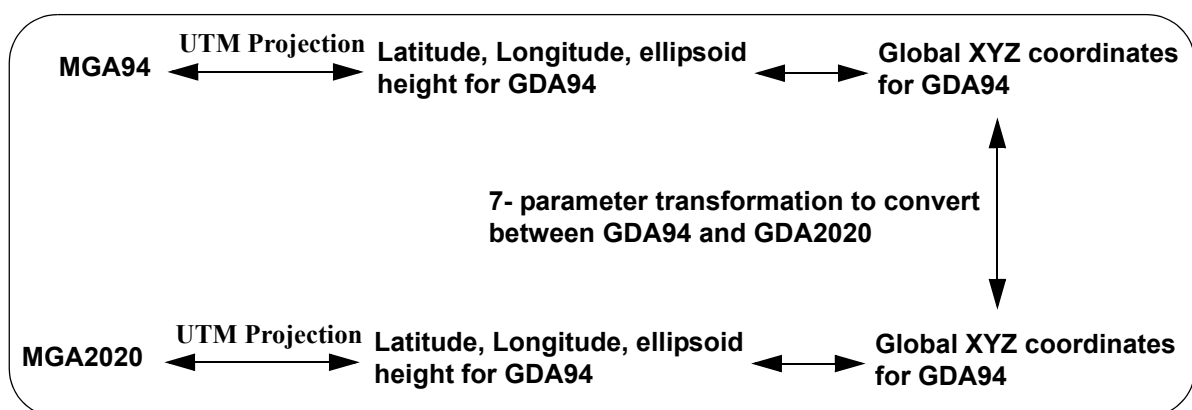 UTM Projection
MGA94
Latitude, Longitude, ellipsoid
height for GDA94
Global XYZ coordinates
for GDA94
7- parameter transformation to convert
between GDA94 and GDA2020
UTM Projection
MGA2020
Latitude, Longitude, ellipsoid
height for GDA94
Global XYZ coordinates
for GDA94